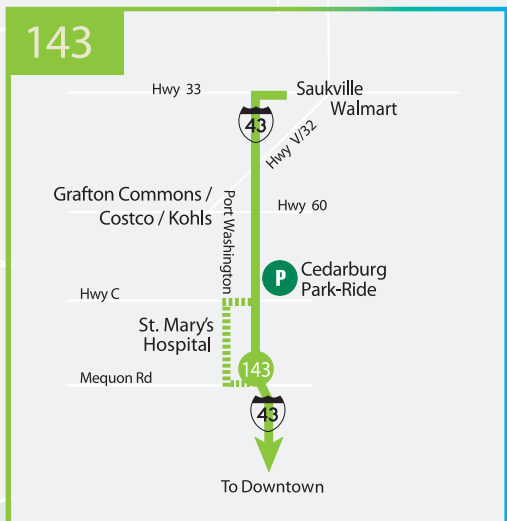 143
Hwy 33
Saukville
Walmart
43
Hwy V/32
Grafton Commons /
Costco / Kohls
Port Washington
Hwy 60
P
Cedarburg
Park-Ride
Hwy C
St. Mary's
Hospital
143
Mequon Rd
43
To Downtown